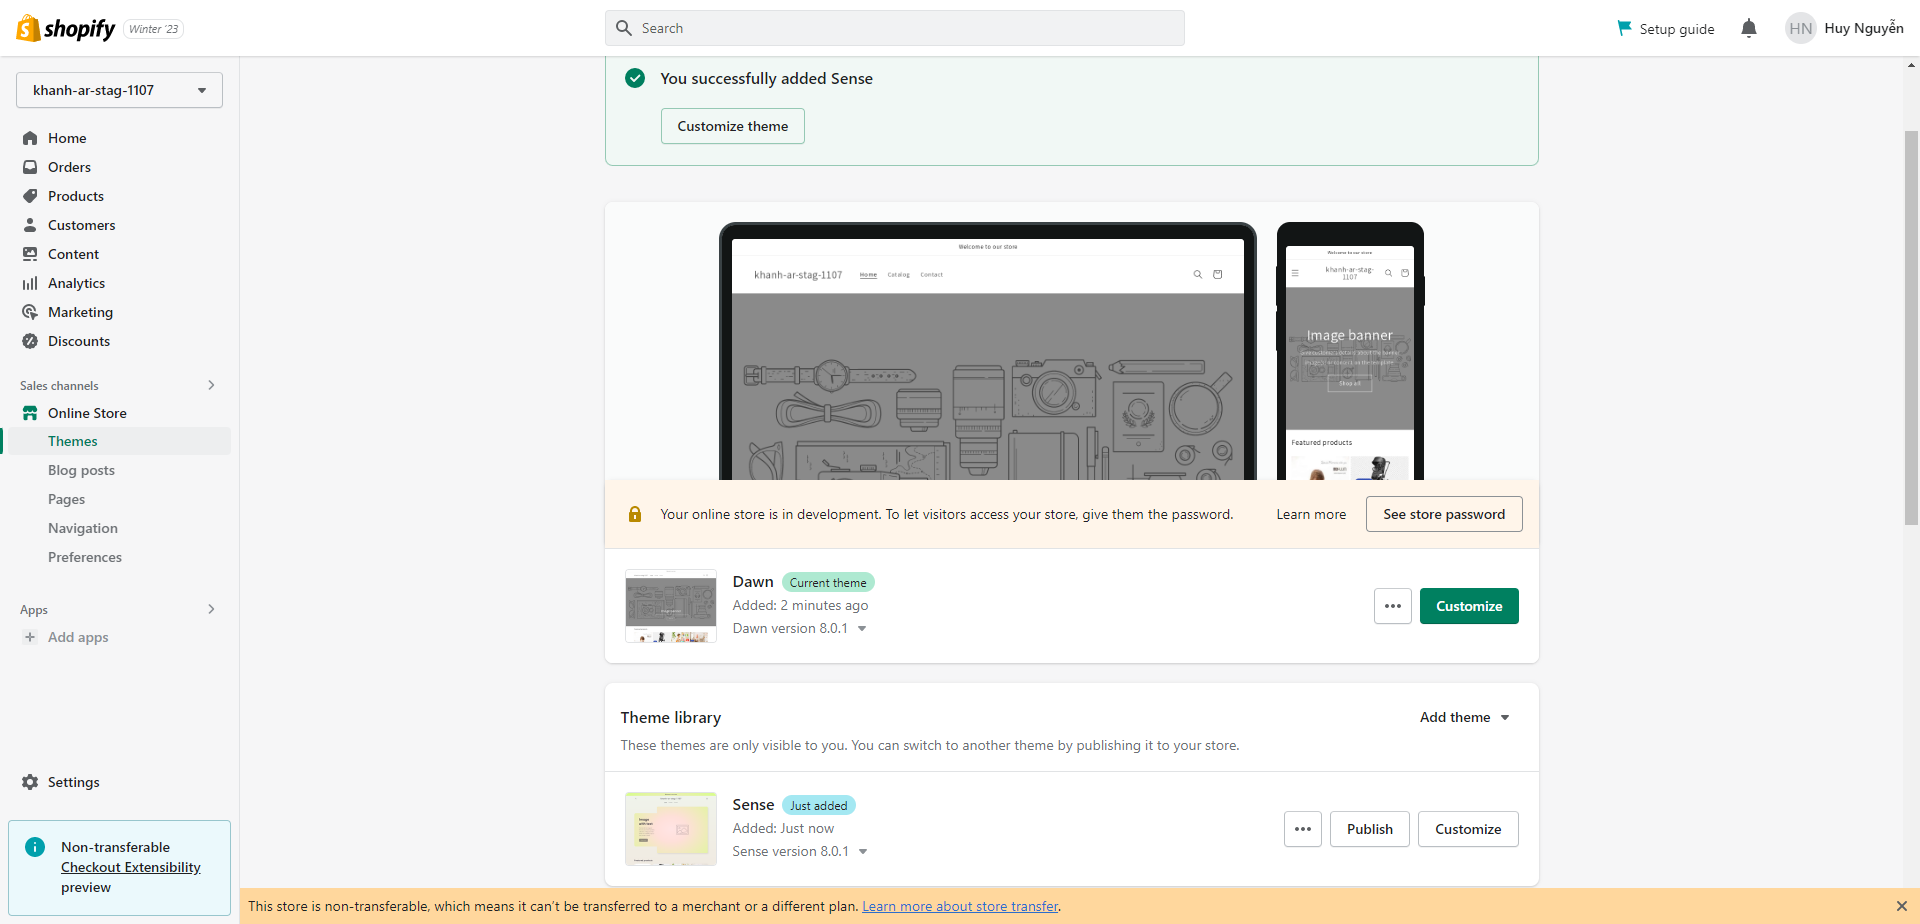 shopify
Winter '23
Search
Setup guide
HN
Huy Nguyễn
khanh-ar-stag-1107
Home
Orders
Products
Customers
Content
Analytics
Marketing
Discounts
Sales channels
Online Store
Themes
Blog posts
Pages
Navigation
Preferences
Apps
Add apps
Settings
Non-transferable
Checkout Extensibility
preview
You successfully added Sense
Customize theme
Welcome to our store
khanh-ar-stag-1107
Home
Catalog
Contact
Welcome to our store
khanh-ar-stag-
1107
Image banner
Shop all
Featured products
Your online store is in development. To let visitors access your store, give them the password.
Learn more
See store password
Dawn
Current theme
Added: 2 minutes ago
Dawn version 8.0.1
Customize
Theme library
Add theme
These themes are only visible to you. You can switch to another theme by publishing it to your store.
Sense
Just added
Added: Just now
Sense version 8.0.1
Publish
Customize
This store is non-transferable, which means it can't be transferred to a merchant or a different plan. Learn more about store transfer.